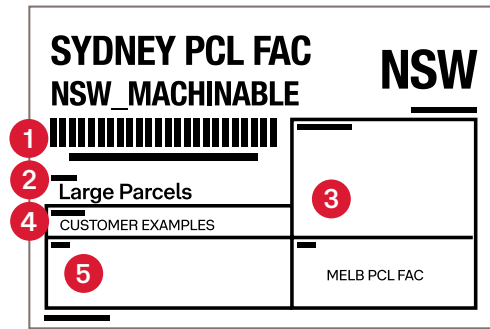 SYDNEY PCL FAC
NSW
NSW_MACHINABLE
1
2
Large Parcels
3
4
CUSTOMER EXAMPLES
5
MELB PCL FAC